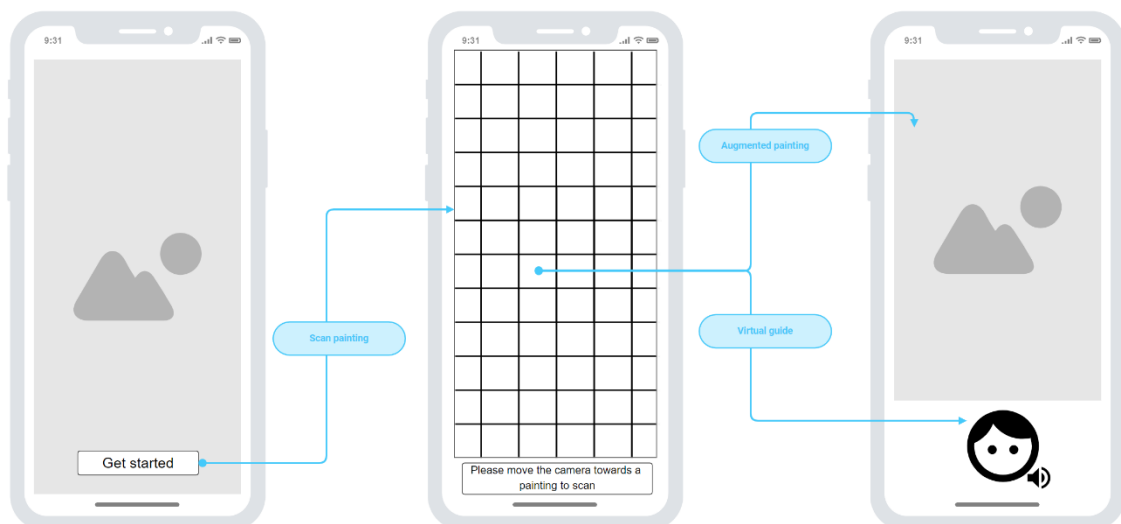 9:31
Get started
Scan painting
9:31
Please move the camera towards a
painting to scan
Augmented painting
Virtual guide
9:31